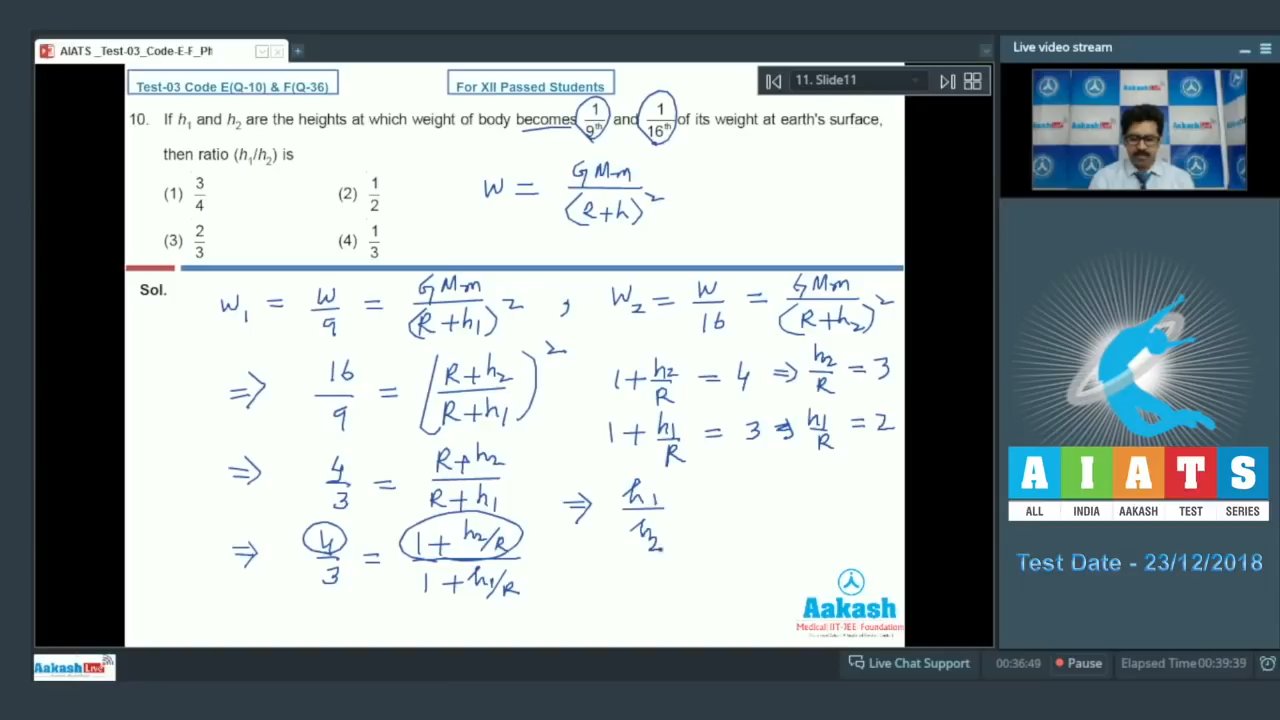 AIATS _Test-03_Code-E-F_Ph
Live video stream
Test-03 Code E(Q-10) & F(Q-36)
For XII Passed Students
11. Slide11
10. If h₁ and h₂ are the heights at which weight of body becomes 1/9ᵗʰ and 1/16ᵗʰ of its weight at earth's surface,
then ratio (h₁/h₂) is
(1) 3/4 (2) 1/2
(3) 2/3 (4) 1/3
W = GMm/(R+h)²
Sol.
W₁ = W/9 = GMm/(R+h₁)² , W₂ = W/16 = GMm/(R+h₂)²
⇒ 16/9 = ((R+h₂)/(R+h₁))²
⇒ 4/3 = (R+h₂)/(R+h₁)
⇒ 4/3 = (1+h₂/R)/(1+h₁/R)
1+h₂/R = 4 ⇒ h₂/R = 3
1+h₁/R = 3 ⇒ h₁/R = 2
⇒ h₁/h₂
Aakash
Medical|IIT-JEE|Foundations
AIATS
ALL INDIA AAKASH TEST SERIES
Test Date - 23/12/2018
Aakash Live
Live Chat Support
00:36:49
Pause
Elapsed Time 00:39:39